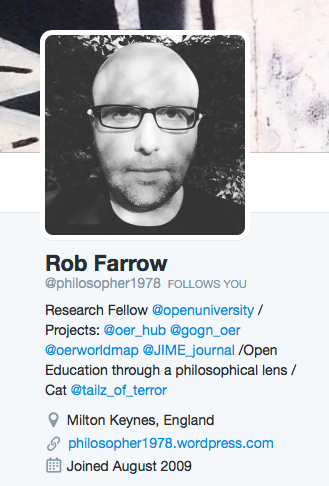 Rob Farrow
@philosopher1978 FOLLOWS YOU
Research Fellow @openuniversity /
Projects: @oer_hub @gogn_oer
@oerworldmap @JIME_journal /Open
Education through a philosophical lens /
Cat @tailz_of_terror
Milton Keynes, England
philosopher1978.wordpress.com
Joined August 2009